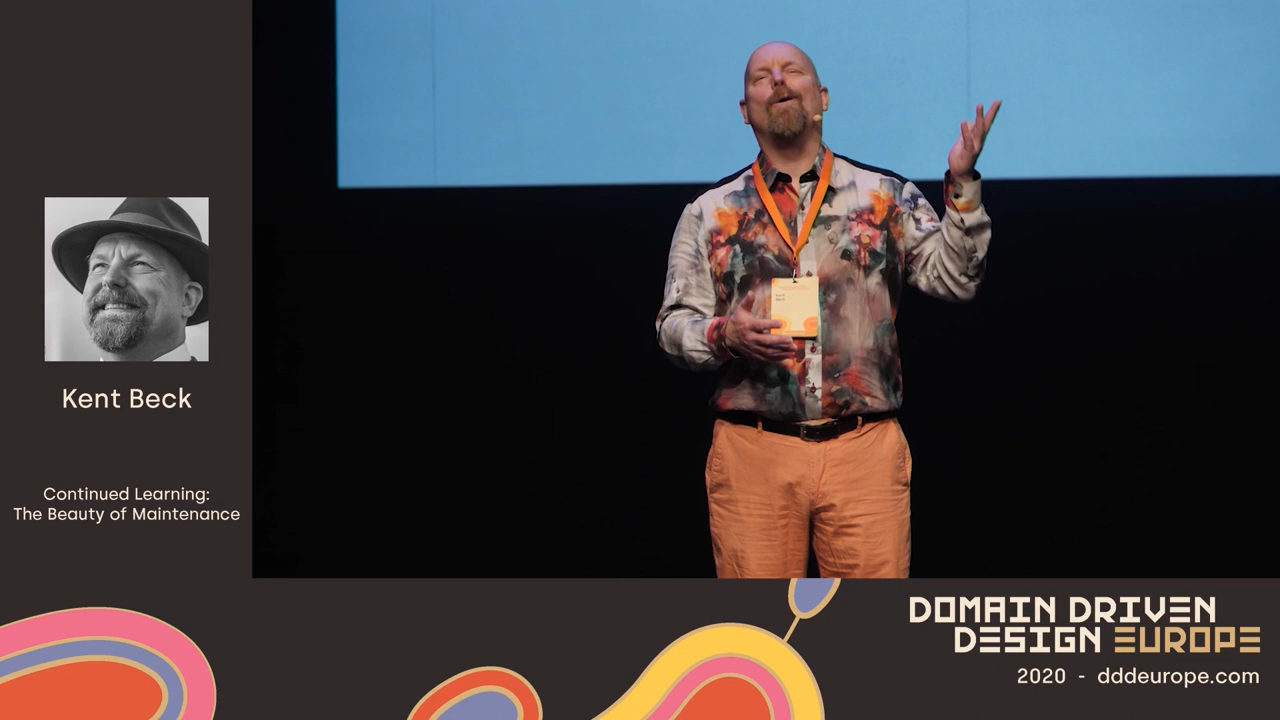 Kent Beck
Continued Learning:
The Beauty of Maintenance
DOMAIN DRIVEN
DESIGN EUROPE
2020 - dddeurope.com